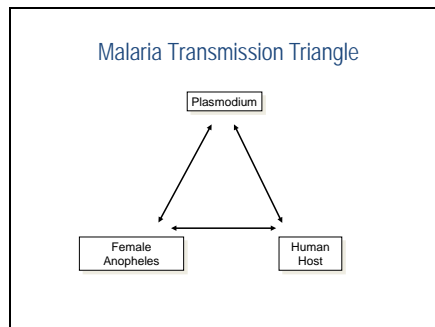 Malaria Transmission Triangle
Plasmodium
Female
Anopheles
Human
Host